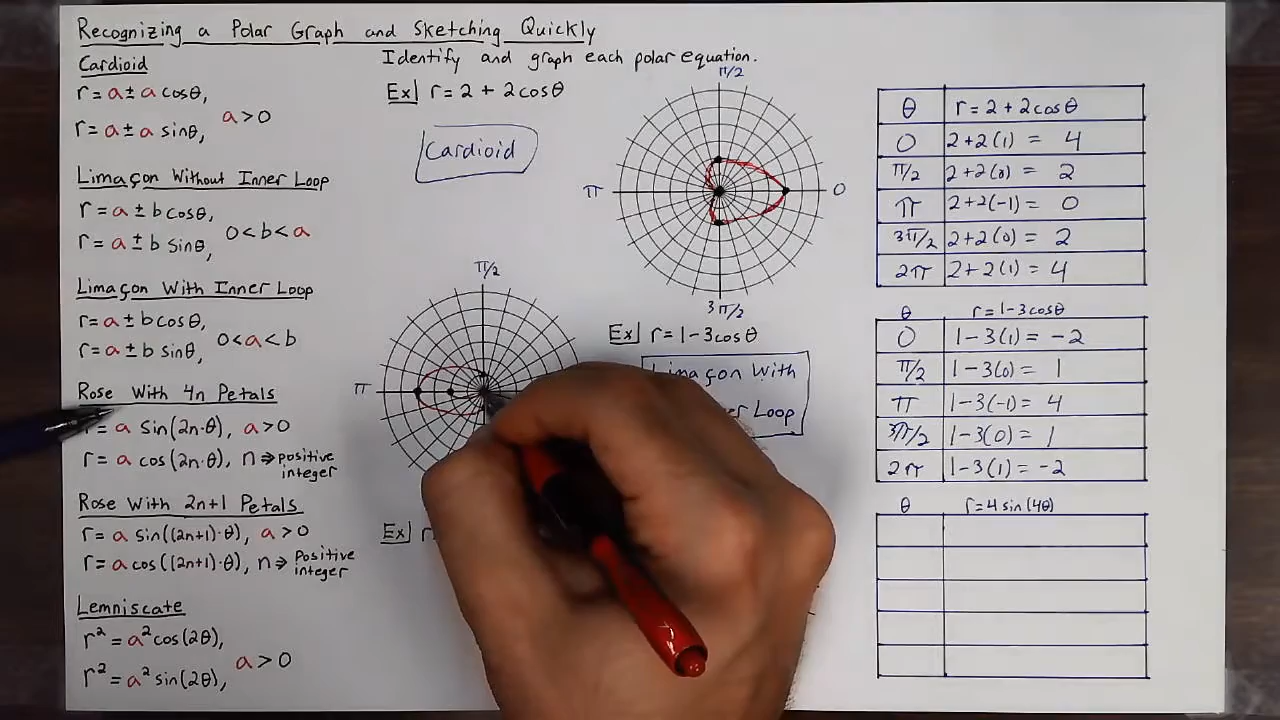 Recognizing a Polar Graph and Sketching Quickly
Cardioid
r = a ± a cosθ,
r = a ± a sinθ,
a > 0
Limaçon Without Inner Loop
r = a ± b cosθ,
r = a ± b sinθ,
0 < b < a
Limaçon With Inner Loop
r = a ± b cosθ,
r = a ± b sinθ,
0 < a < b
Rose With 4n Petals
r = a sin(2n·θ), a > 0
r = a cos(2n·θ), n ⇒ positive integer
Rose With 2n+1 Petals
r = a sin((2n+1)·θ), a > 0
r = a cos((2n+1)·θ), n ⇒ Positive integer
Lemniscate
r² = a² cos(2θ),
r² = a² sin(2θ),
a > 0
Identify and graph each polar equation.
Ex| r = 2 + 2cosθ
Cardioid
π/2
π
0
3π/2
π/2
π
Ex| r = 1 - 3cosθ
Limaçon With
Loop
Ex| r
θ r = 2 + 2cosθ
0 2+2(1) = 4
π/2 2+2(0) = 2
π 2+2(-1) = 0
3π/2 2+2(0) = 2
2π 2+2(1) = 4
θ r = 1-3cosθ
0 1-3(1) = -2
π/2 1-3(0) = 1
π 1-3(-1) = 4
3π/2 1-3(0) = 1
2π 1-3(1) = -2
θ r = 4 sin(4θ)